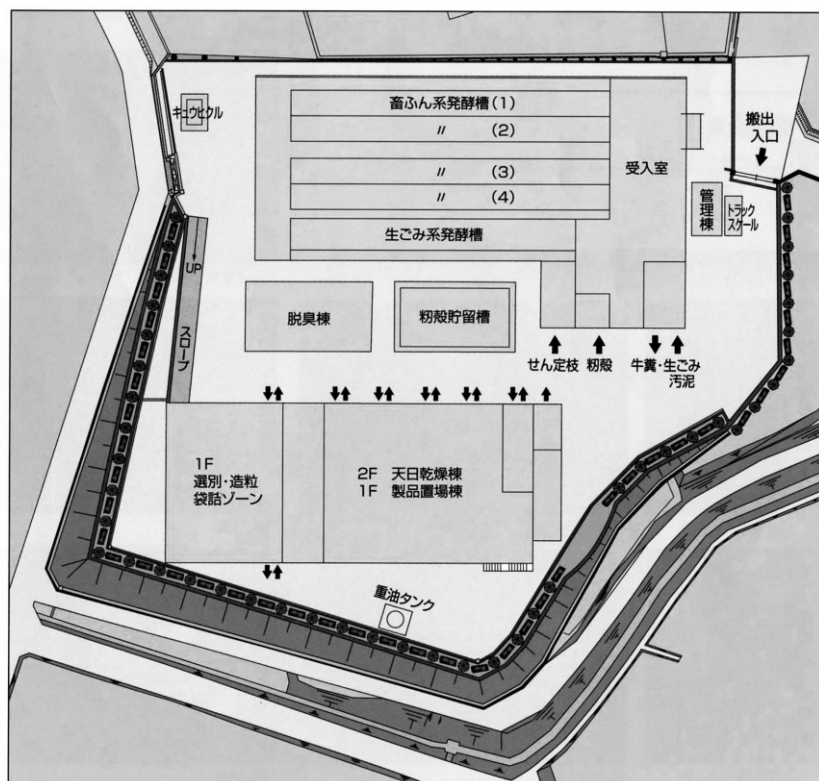 キュウヒクル
畜ふん系発酵槽(1)
〃 (2)
〃 (3)
〃 (4)
生ごみ系発酵槽
受入室
搬出
入口
管理棟
トラック
スケール
UP
スロープ
脱臭棟
籾殻貯留槽
せん定枝
籾殻
牛糞・生ごみ
汚泥
1F
選別・造粒
袋詰ゾーン
2F 天日乾燥棟
1F 製品置場棟
重油タンク